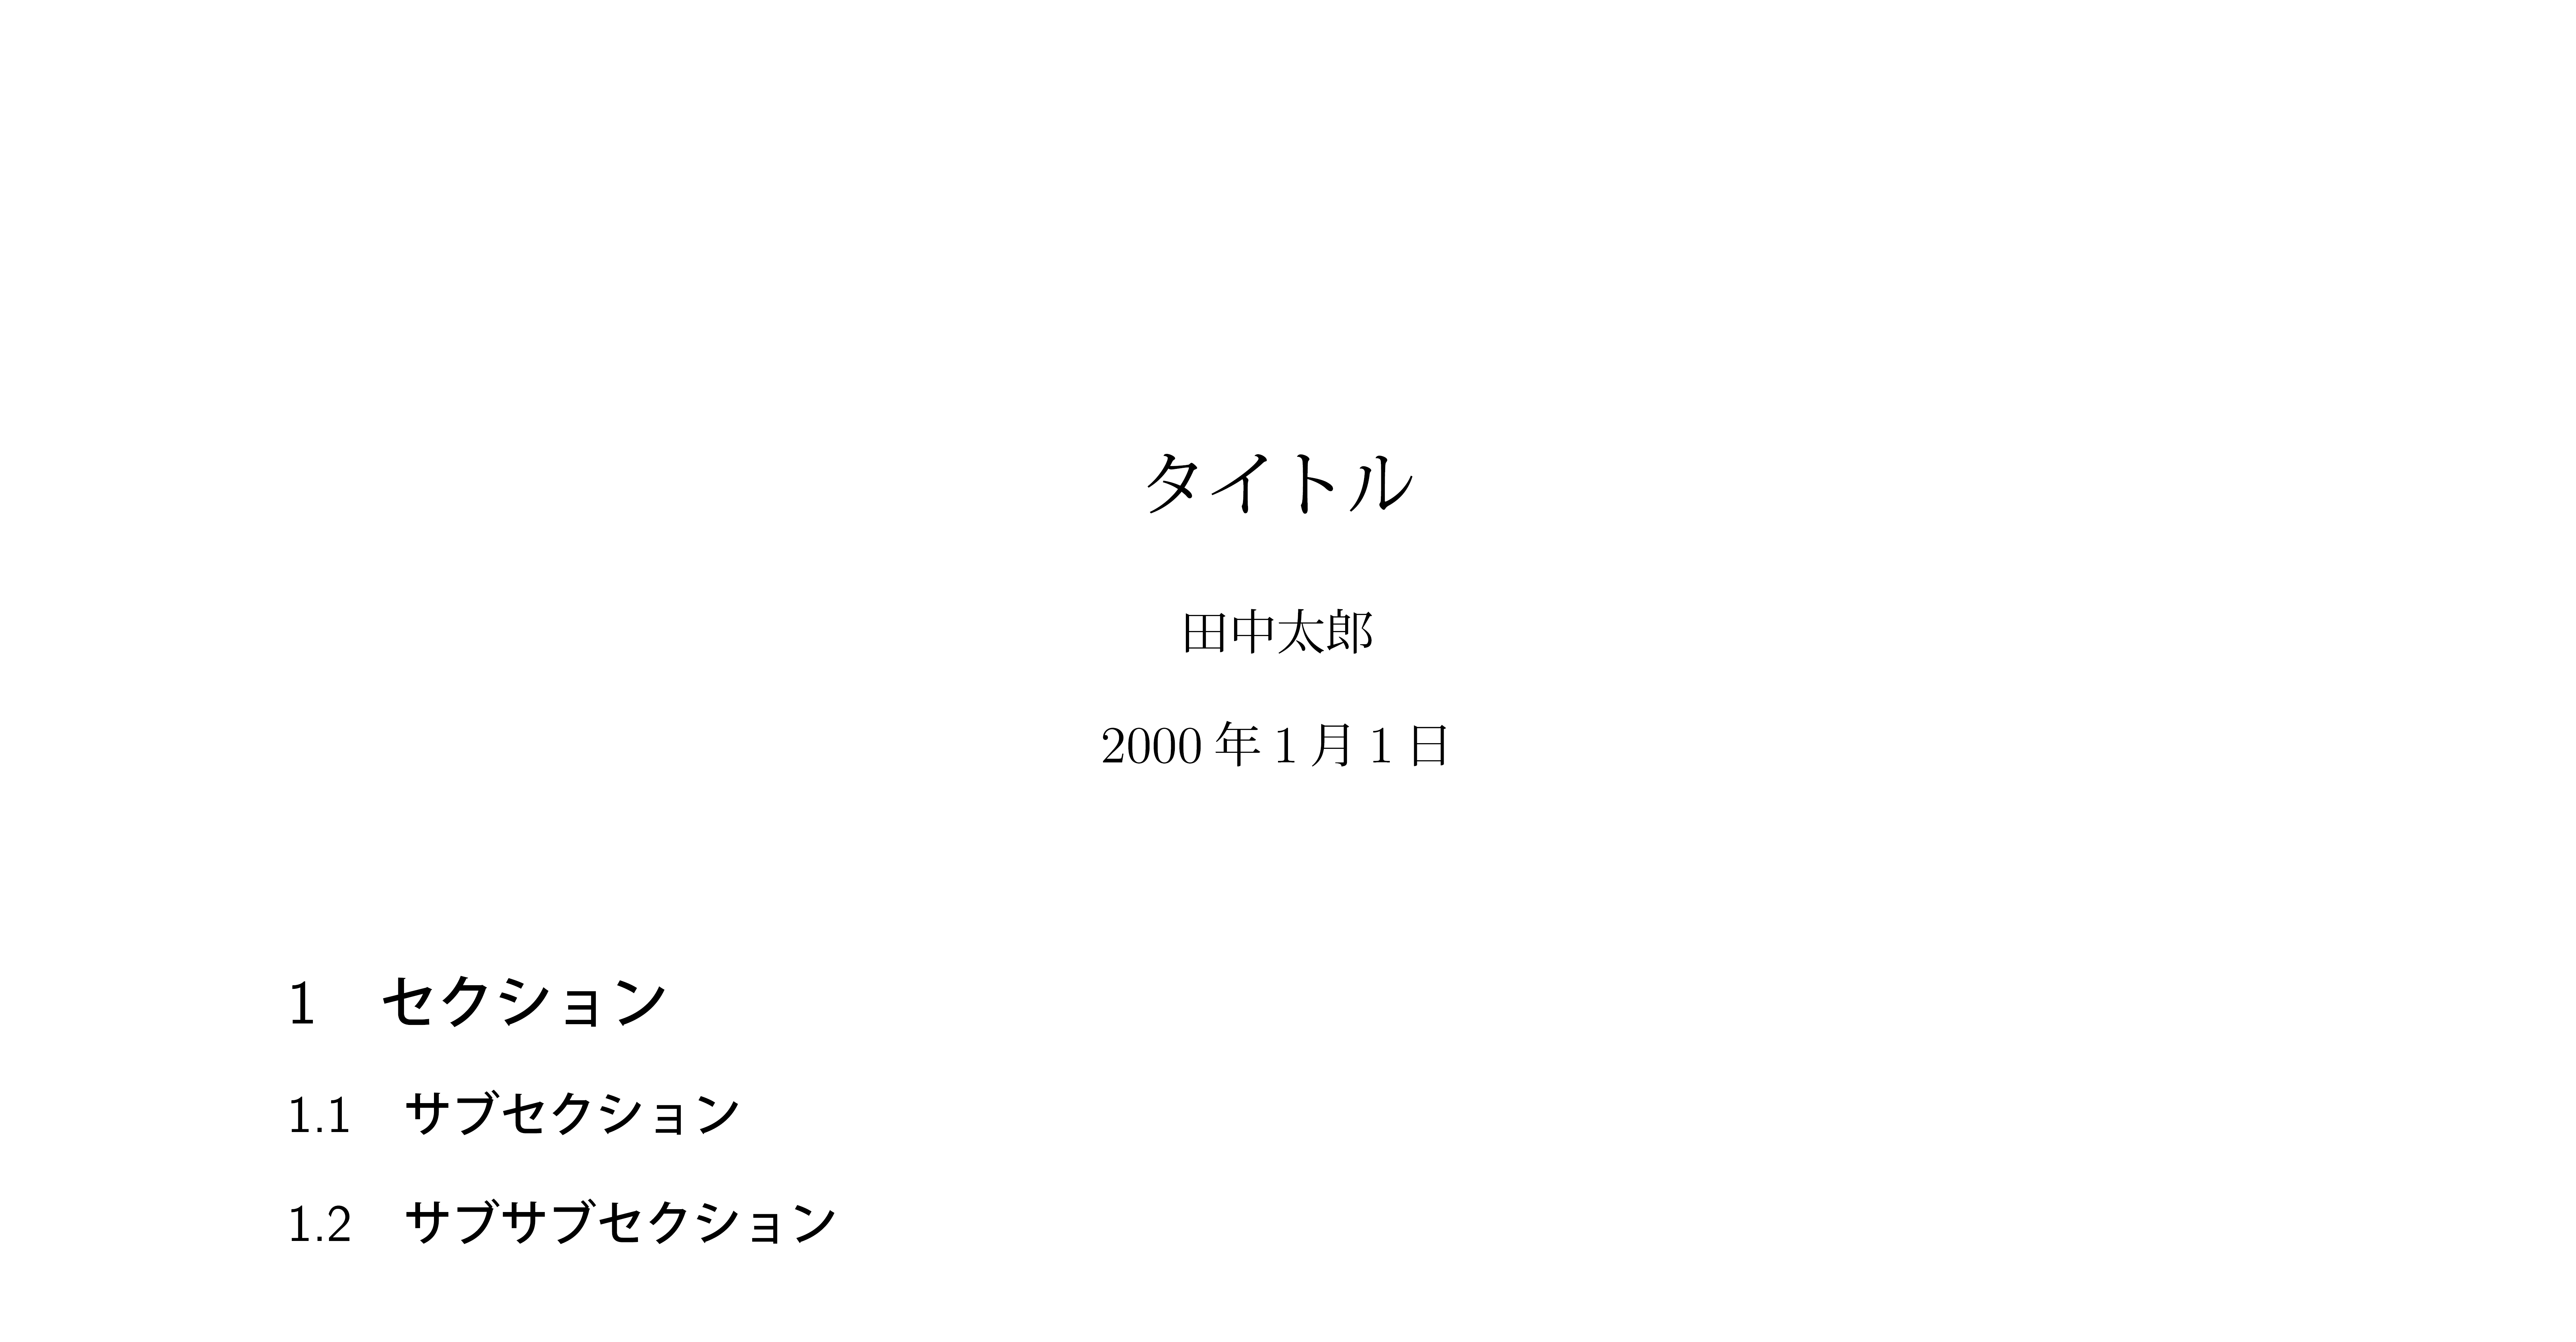 タイトル
田中太郎
2000 年 1 月 1 日
1 セクション
1.1 サブセクション
1.2 サブサブセクション